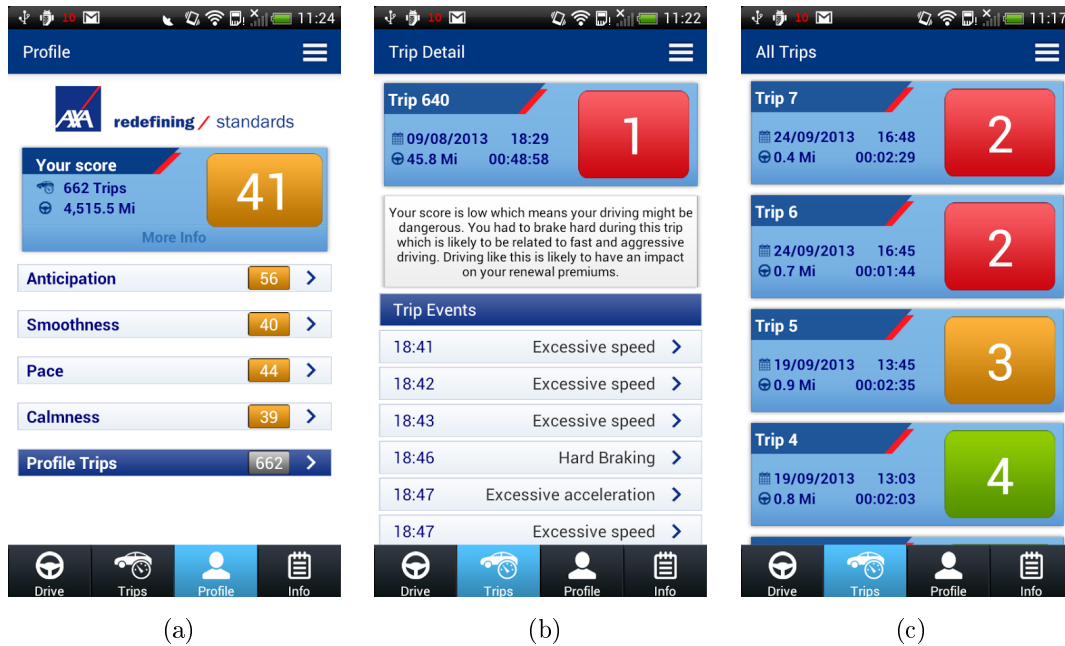 10 11:24
Profile
AXA redefining / standards
Your score
662 Trips
4,515.5 Mi
41
More Info
Anticipation 56
Smoothness 40
Pace 44
Calmness 39
Profile Trips 662
Drive Trips Profile Info
(a)
10 11:22
Trip Detail
Trip 640
09/08/2013 18:29
45.8 Mi 00:48:58
1
Your score is low which means your driving might be
dangerous. You had to brake hard during this trip
which is likely to be related to fast and aggressive
driving. Driving like this is likely to have an impact
on your renewal premiums.
Trip Events
18:41 Excessive speed
18:42 Excessive speed
18:43 Excessive speed
18:46 Hard Braking
18:47 Excessive acceleration
18:47 Excessive speed
Drive Trips Profile Info
(b)
10 11:17
All Trips
Trip 7
24/09/2013 16:48
0.4 Mi 00:02:29
2
Trip 6
24/09/2013 16:45
0.7 Mi 00:01:44
2
Trip 5
19/09/2013 13:45
0.9 Mi 00:02:35
3
Trip 4
19/09/2013 13:03
0.8 Mi 00:02:03
4
Drive Trips Profile Info
(c)